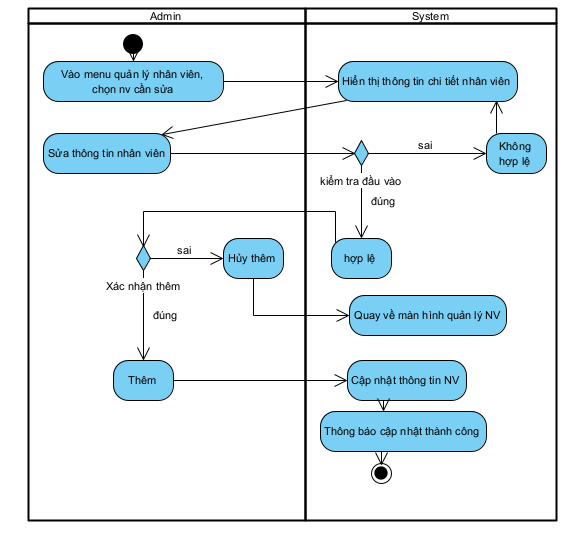 Admin
System
Vào menu quản lý nhân viên,
chọn nv cần sửa
Hiển thị thông tin chi tiết nhân viên
Sửa thông tin nhân viên
sai
Không
hợp lệ
kiểm tra đầu vào
đúng
sai
Hủy thêm
hợp lệ
Xác nhận thêm
đúng
Quay về màn hình quản lý NV
Thêm
Cập nhật thông tin NV
Thông báo cập nhật thành công